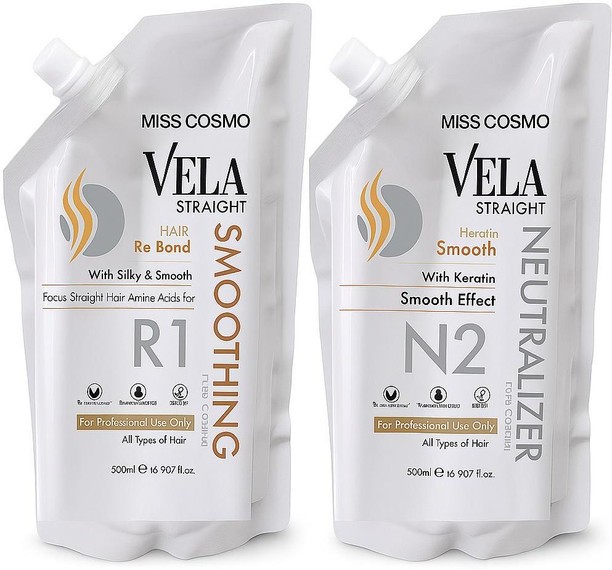 MISS COSMO
VELA
STRAIGHT
HAIR
Re Bond
With Silky & Smooth
Focus Straight Hair Amine Acids for
R1
SMOOTHING
For Professional Use Only
All Types of Hair
500ml e 16 907 fl.oz.
MISS COSMO
VELA
STRAIGHT
Heratin
Smooth
With Keratin
Smooth Effect
N2
NEUTRALIZER
For Professional Use Only
All Types of Hair
500ml e 16 907 fl.oz.